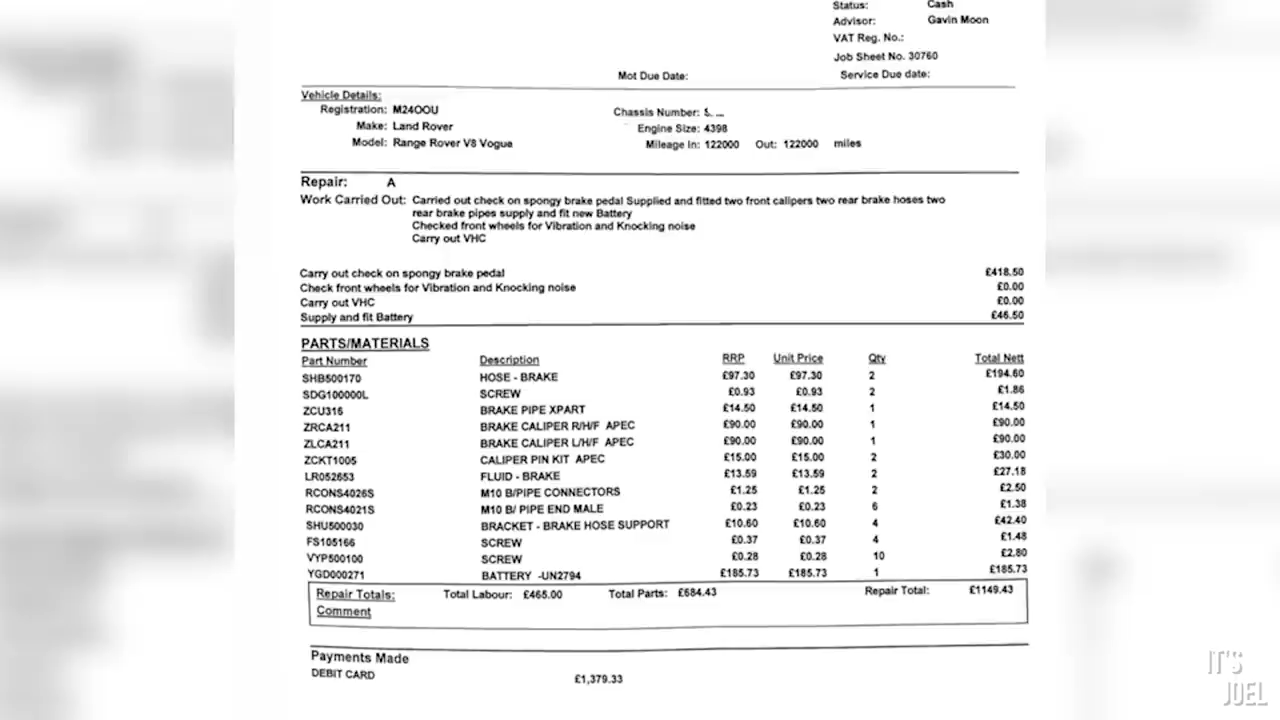 Status: Cash
Advisor: Gavin Moon
VAT Reg. No.:
Job Sheet No. 30760
Mot Due Date: Service Due date:
Vehicle Details:
Registration: M24OOU Chassis Number: S. ...
Make: Land Rover Engine Size: 4398
Model: Range Rover V8 Vogue Mileage In: 122000 Out: 122000 miles
Repair: A
Work Carried Out: Carried out check on spongy brake pedal Supplied and fitted two front calipers two rear brake hoses two
rear brake pipes supply and fit new Battery
Checked front wheels for Vibration and Knocking noise
Carry out VHC
Carry out check on spongy brake pedal £418.50
Check front wheels for Vibration and Knocking noise £0.00
Carry out VHC £0.00
Supply and fit Battery £46.50
PARTS/MATERIALS
Part Number Description RRP Unit Price Qty Total Nett
SHB500170 HOSE - BRAKE £97.30 £97.30 2 £194.60
SDG100000L SCREW £0.93 £0.93 2 £1.86
ZCU316 BRAKE PIPE XPART £14.50 £14.50 1 £14.50
ZRCA211 BRAKE CALIPER R/H/F APEC £90.00 £90.00 1 £90.00
ZLCA211 BRAKE CALIPER L/H/F APEC £90.00 £90.00 1 £90.00
ZCKT1005 CALIPER PIN KIT APEC £15.00 £15.00 2 £30.00
LR052653 FLUID - BRAKE £13.59 £13.59 2 £27.18
RCONS4026S M10 B/PIPE CONNECTORS £1.25 £1.25 2 £2.50
RCONS4021S M10 B/ PIPE END MALE £0.23 £0.23 6 £1.38
SHU500030 BRACKET - BRAKE HOSE SUPPORT £10.60 £10.60 4 £42.40
FS105166 SCREW £0.37 £0.37 4 £1.48
VYP500100 SCREW £0.28 £0.28 10 £2.80
YGD000271 BATTERY -UN2794 £185.73 £185.73 1 £185.73
Repair Totals: Total Labour: £465.00 Total Parts: £684.43 Repair Total: £1149.43
Comment
Payments Made
DEBIT CARD £1,379.33
IT'S
JOEL